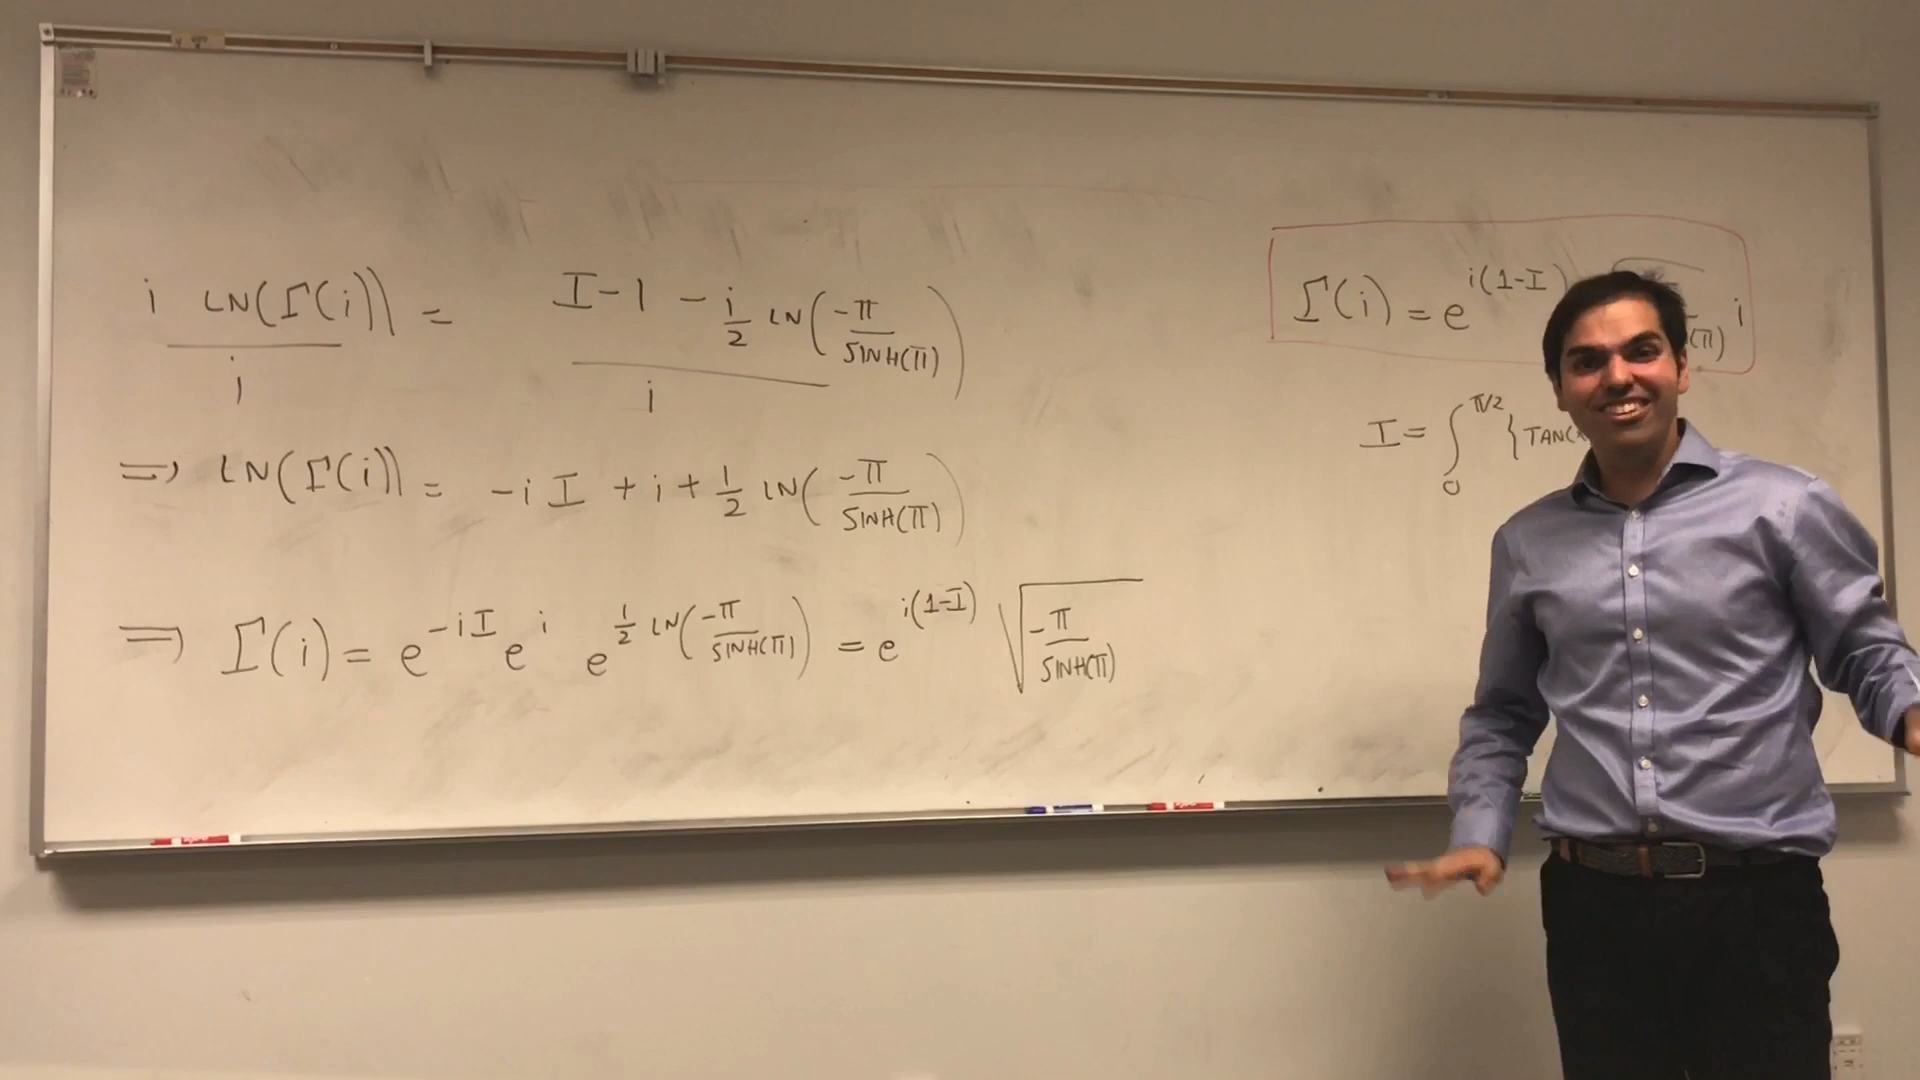 i LN(Γ(i)) / i = (I-1 - i/2 LN(-π/SINH(π))) / i
⇒ LN(Γ(i)) = -i I + i + 1/2 LN(-π/SINH(π))
⇒ Γ(i) = e^{-iI} e^{i} e^{1/2 LN(-π/SINH(π))} = e^{i(1-I)} √(-π/SINH(π))
Γ(i) = e^{i(1-I)} i
I = ∫_0^{π/2} {TAN(